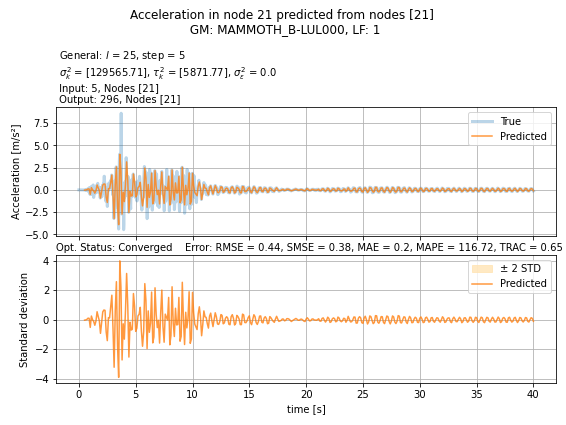 Acceleration in node 21 predicted from nodes [21]
GM: MAMMOTH_B-LUL000, LF: 1
General: l = 25, step = 5
σ²ₖ = [129565.71], τ²ₖ = [5871.77], σ²ε = 0.0
Input: 5, Nodes [21]
Output: 296, Nodes [21]
Acceleration [m/s²]
7.5
5.0
2.5
0.0
−2.5
−5.0
True
Predicted
Opt. Status: Converged Error: RMSE = 0.44, SMSE = 0.38, MAE = 0.2, MAPE = 116.72, TRAC = 0.65
Standard deviation
4
2
0
−2
−4
± 2 STD
Predicted
0 5 10 15 20 25 30 35 40
time [s]